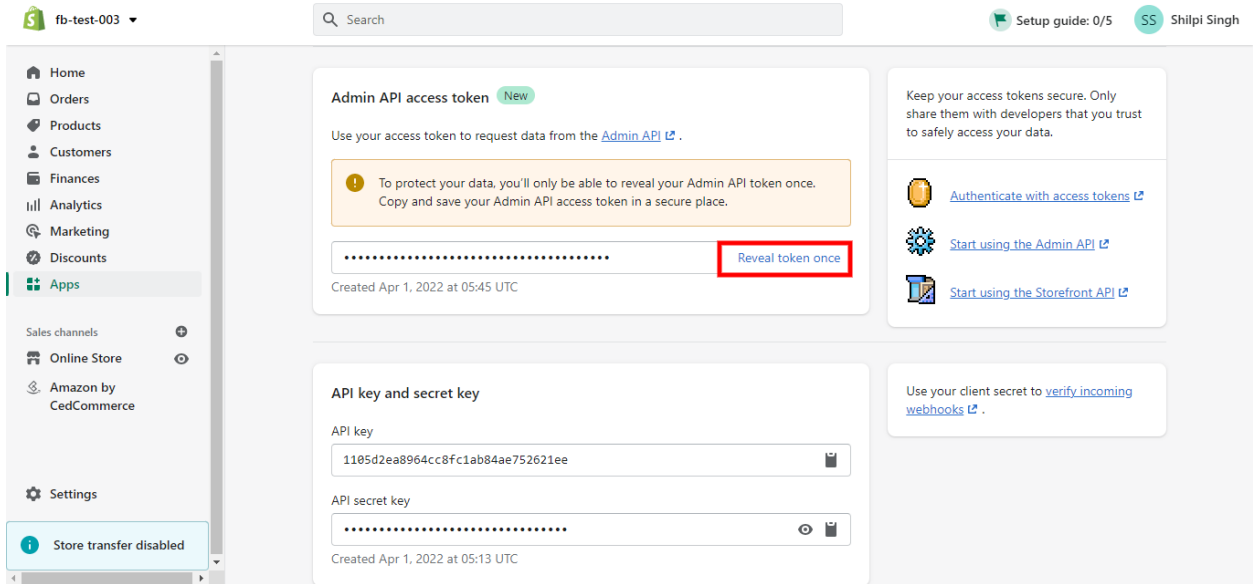 fb-test-003
Search
Setup guide: 0/5
SS
Shilpi Singh
Home
Orders
Products
Customers
Finances
Analytics
Marketing
Discounts
Apps
Sales channels
Online Store
Amazon by
CedCommerce
Settings
Store transfer disabled
Admin API access token New
Use your access token to request data from the Admin API .
To protect your data, you'll only be able to reveal your Admin API token once.
Copy and save your Admin API access token in a secure place.
••••••••••••••••••••••••••••••••••••••
Reveal token once
Created Apr 1, 2022 at 05:45 UTC
API key and secret key
API key
1105d2ea8964cc8fc1ab84ae752621ee
API secret key
••••••••••••••••••••••••••••••••
Created Apr 1, 2022 at 05:13 UTC
Keep your access tokens secure. Only
share them with developers that you trust
to safely access your data.
Authenticate with access tokens
Start using the Admin API
Start using the Storefront API
Use your client secret to verify incoming
webhooks .